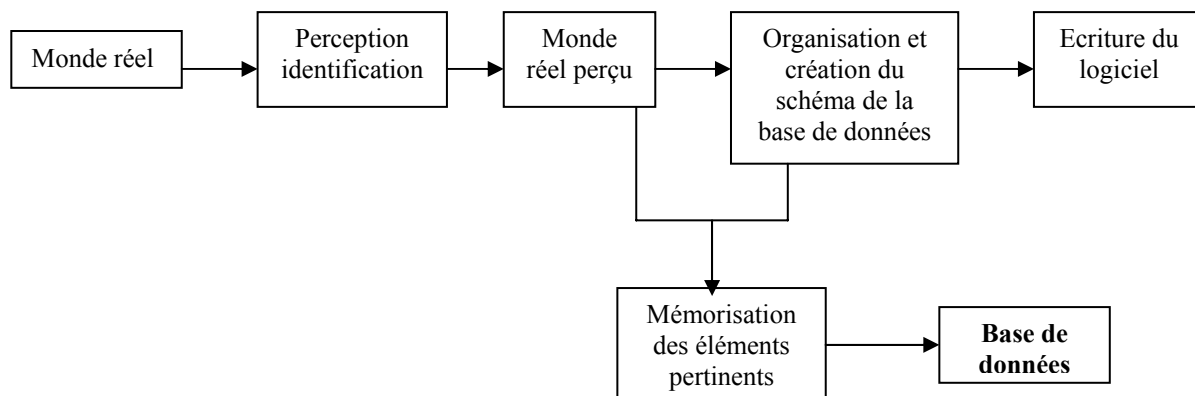 Monde réel
Perception
identification
Monde
réel perçu
Organisation et
création du
schéma de la
base de données
Ecriture du
logiciel
Mémorisation
des éléments
pertinents
Base de
données